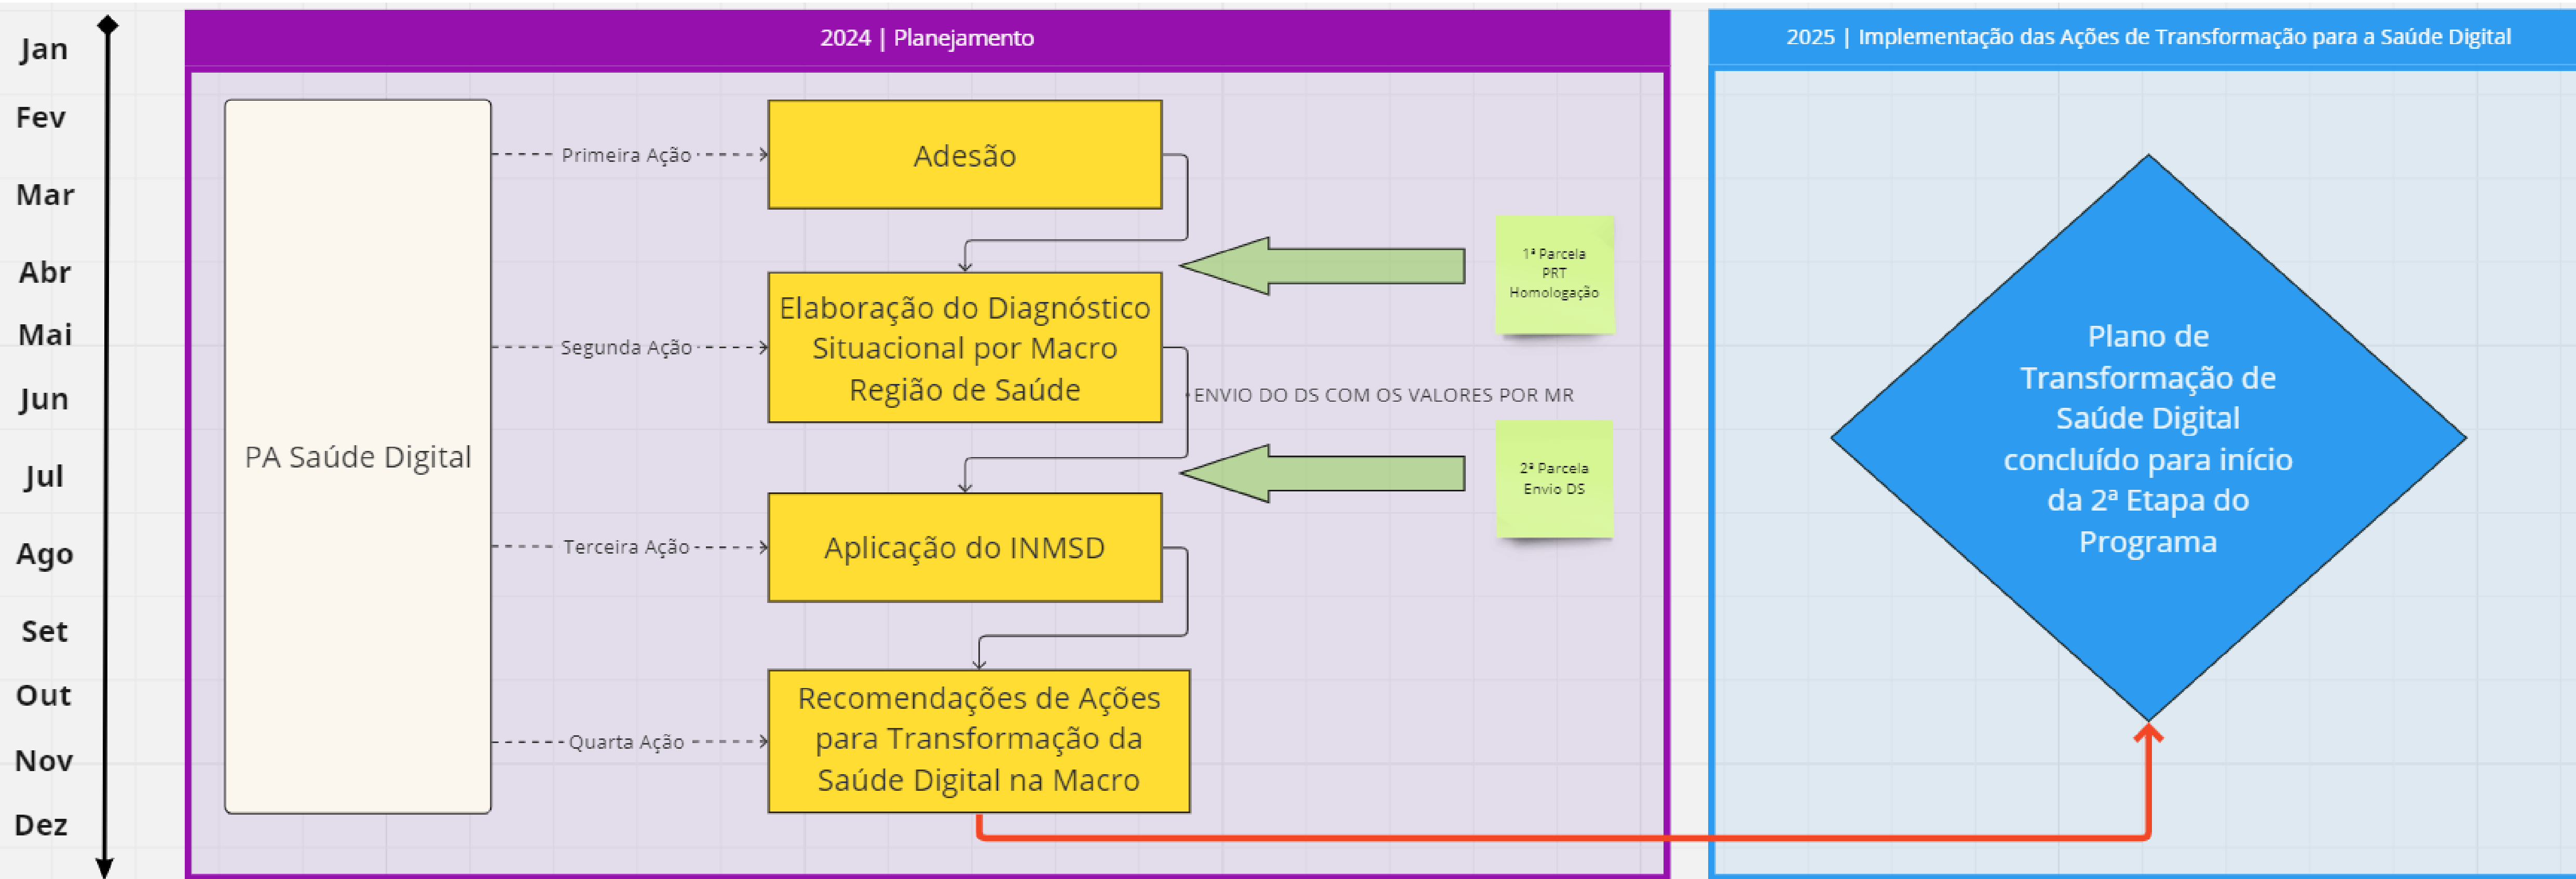 Jan
Fev
Mar
Abr
Mai
Jun
Jul
Ago
Set
Out
Nov
Dez
2024 | Planejamento
PA Saúde Digital
Primeira Ação
Adesão
1ª Parcela
PRT
Homologação
Segunda Ação
Elaboração do Diagnóstico
Situacional por Macro
Região de Saúde
ENVIO DO DS COM OS VALORES POR MR
2ª Parcela
Envio DS
Terceira Ação
Aplicação do INMSD
Quarta Ação
Recomendações de Ações
para Transformação da
Saúde Digital na Macro
2025 | Implementação das Ações de Transformação para a Saúde Digital
Plano de
Transformação de
Saúde Digital
concluído para início
da 2ª Etapa do
Programa